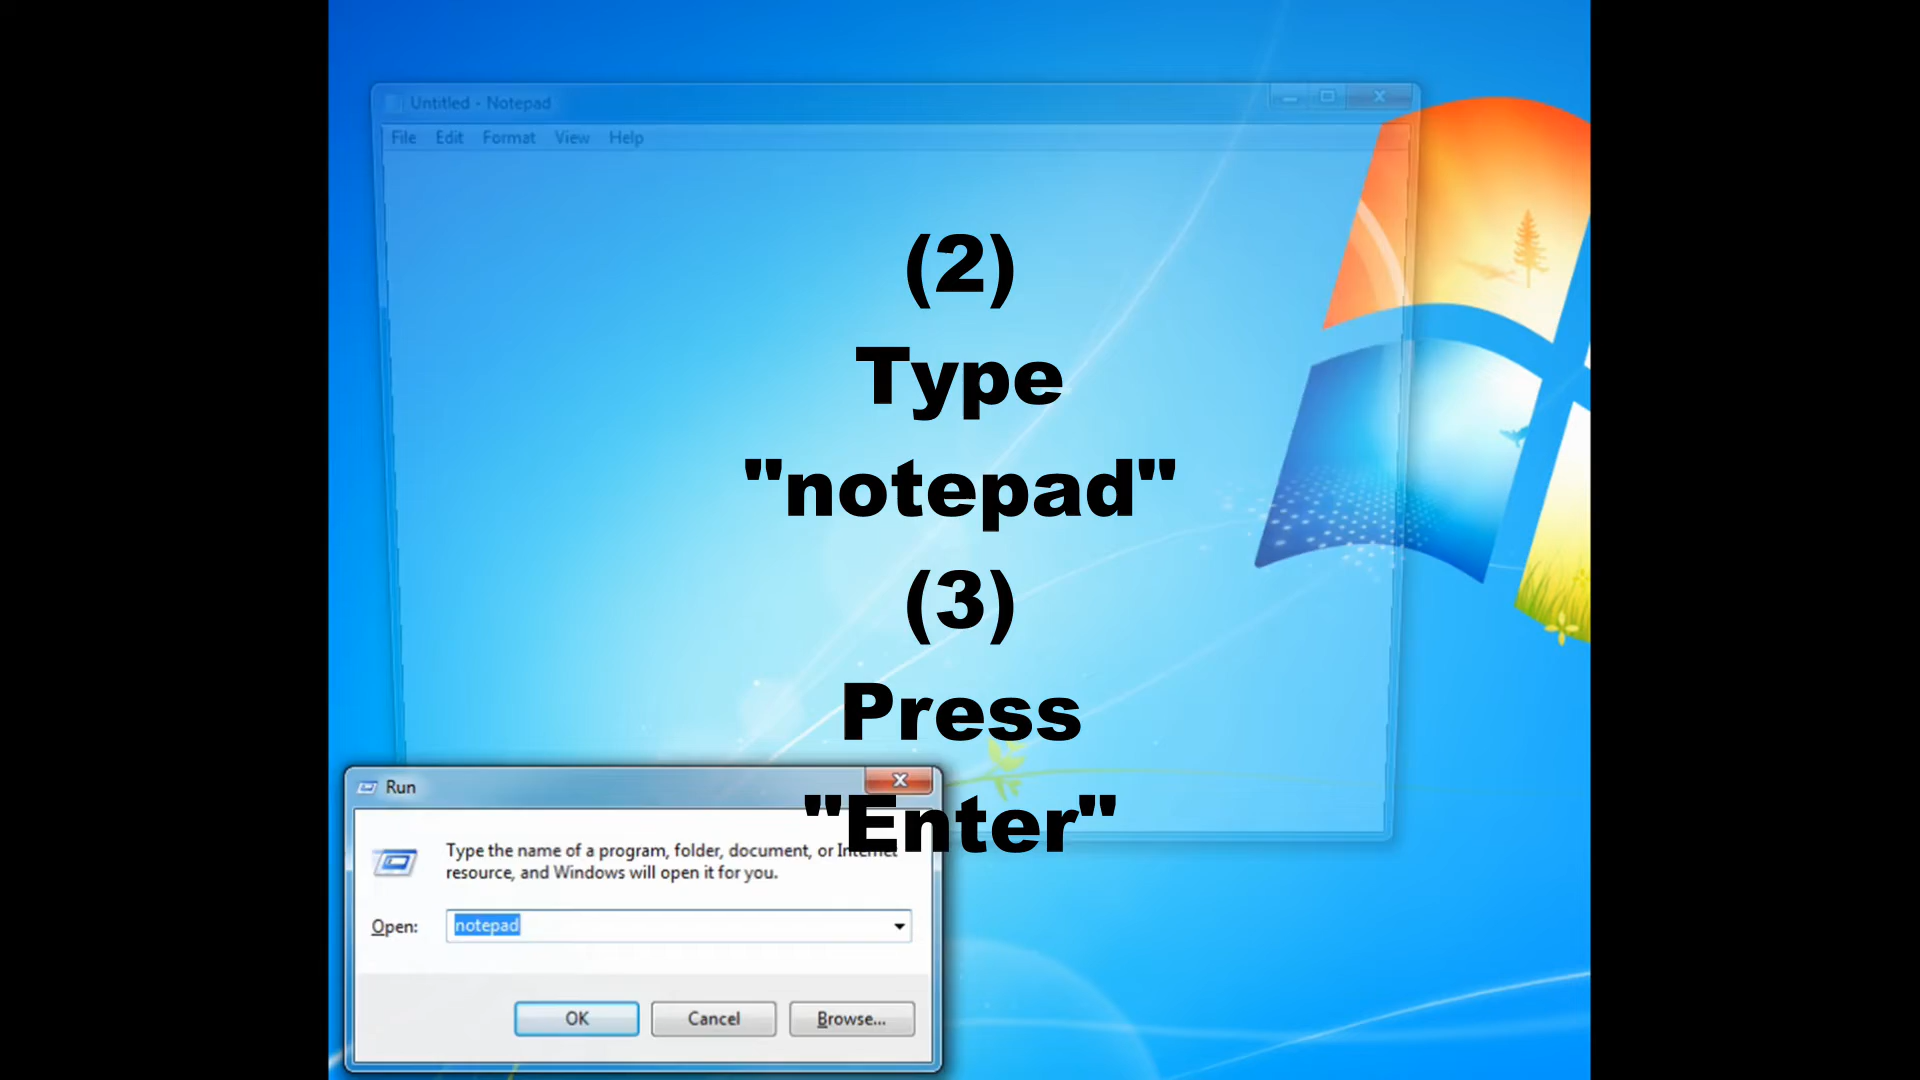 Untitled - Notepad
File Edit Format View Help
(2)
Type
"notepad"
(3)
Press
"Enter"
Run
Type the name of a program, folder, document, or Internet
resource, and Windows will open it for you.
Open: notepad
OK Cancel Browse...